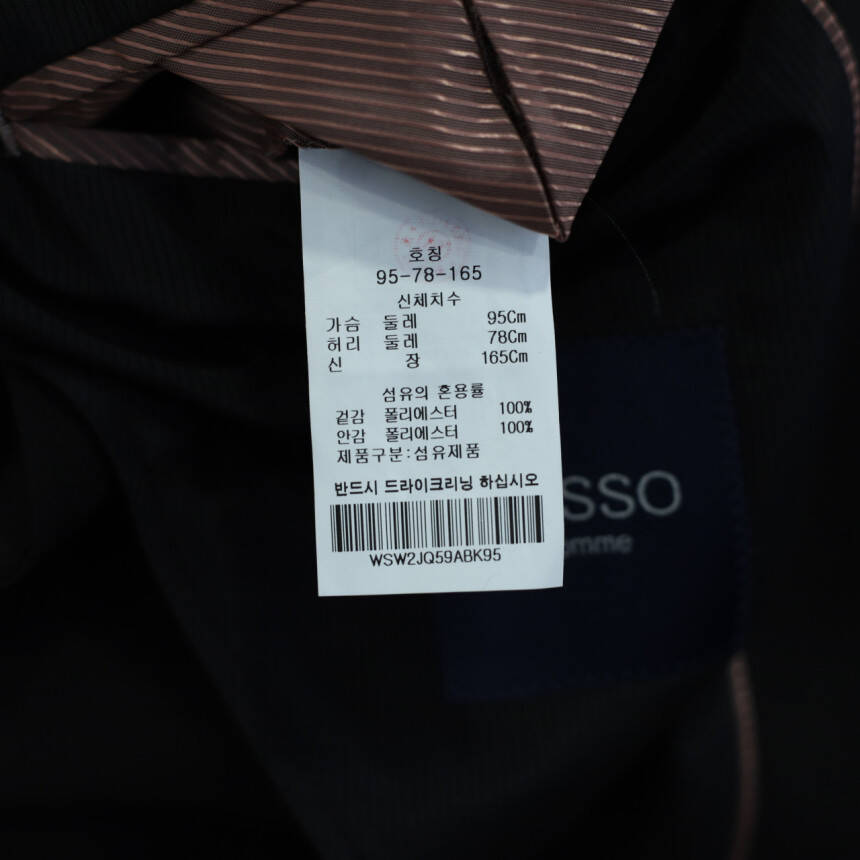 호칭
95-78-165
신체치수
가슴 둘레 95Cm
허리 둘레 78Cm
신 장 165Cm
섬유의 혼용률
겉감 폴리에스터 100%
안감 폴리에스터 100%
제품구분:섬유제품
반드시 드라이크리닝 하십시오
WSW2JQ59ABK95
SSO
omme